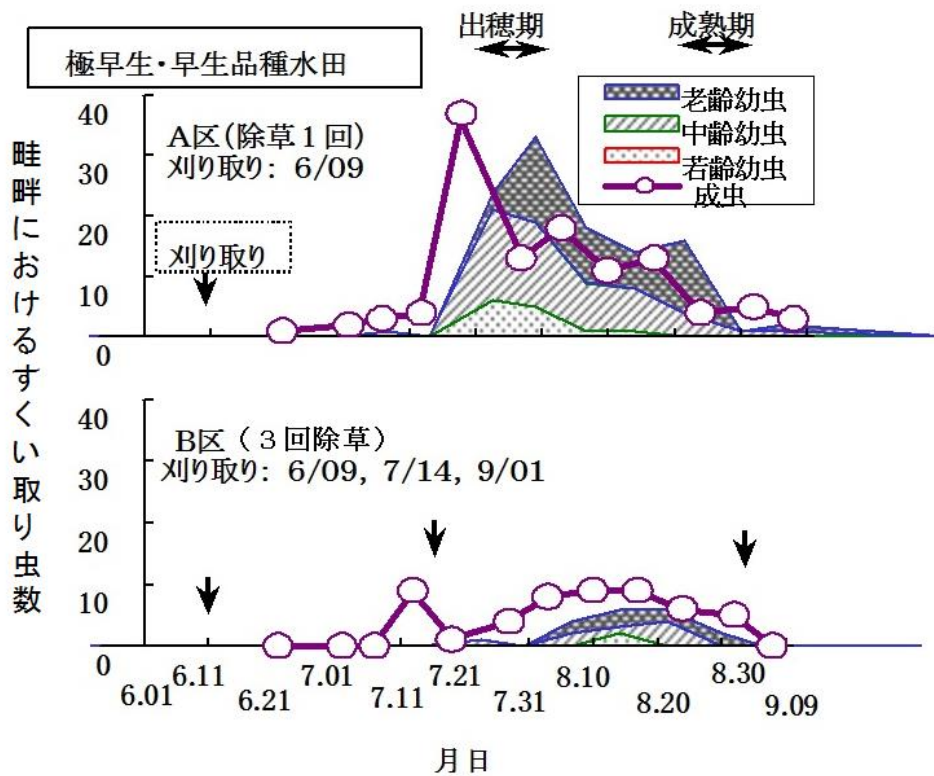 出穂期
成熟期
極早生・早生品種水田
老齢幼虫
中齢幼虫
若齢幼虫
成虫
畦畔におけるすくい取り虫数
40
30
20
10
0
A区(除草1回)
刈り取り: 6/09
刈り取り
40
30
20
10
0
B区(3回除草)
刈り取り: 6/09, 7/14, 9/01
6.01
6.11
6.21
7.01
7.11
7.21
7.31
8.10
8.20
8.30
9.09
月日